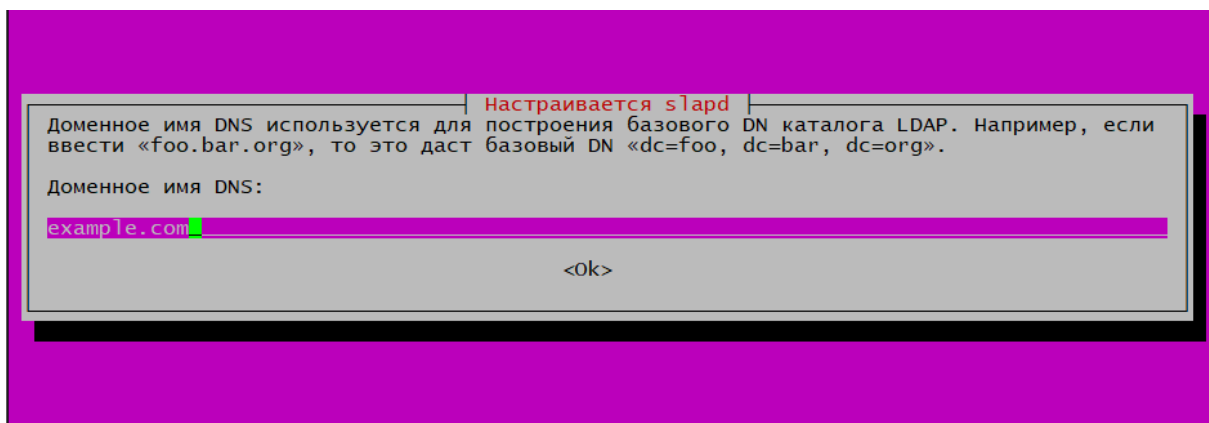 Настраивается slapd
Доменное имя DNS используется для построения базового DN каталога LDAP. Например, если
ввести «foo.bar.org», то это даст базовый DN «dc=foo, dc=bar, dc=org».
Доменное имя DNS:
example.com
<Ok>